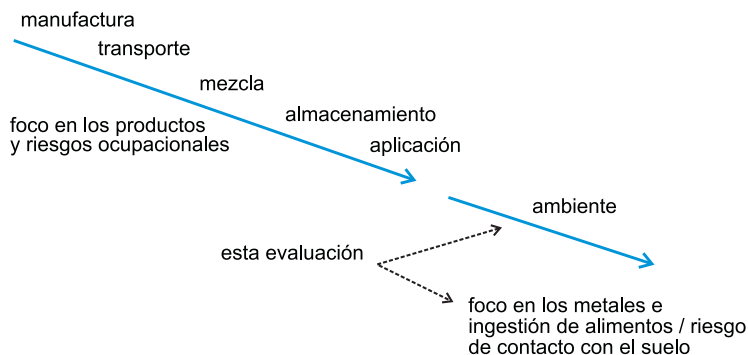 manufactura
transporte
mezcla
almacenamiento
aplicación
foco en los productos
y riesgos ocupacionales
ambiente
esta evaluación
foco en los metales e
ingestión de alimentos / riesgo
de contacto con el suelo